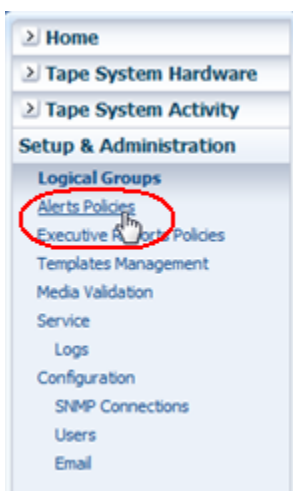 Home
Tape System Hardware
Tape System Activity
Setup & Administration
Logical Groups
Alerts Policies
Executive Reports Policies
Templates Management
Media Validation
Service
Logs
Configuration
SNMP Connections
Users
Email